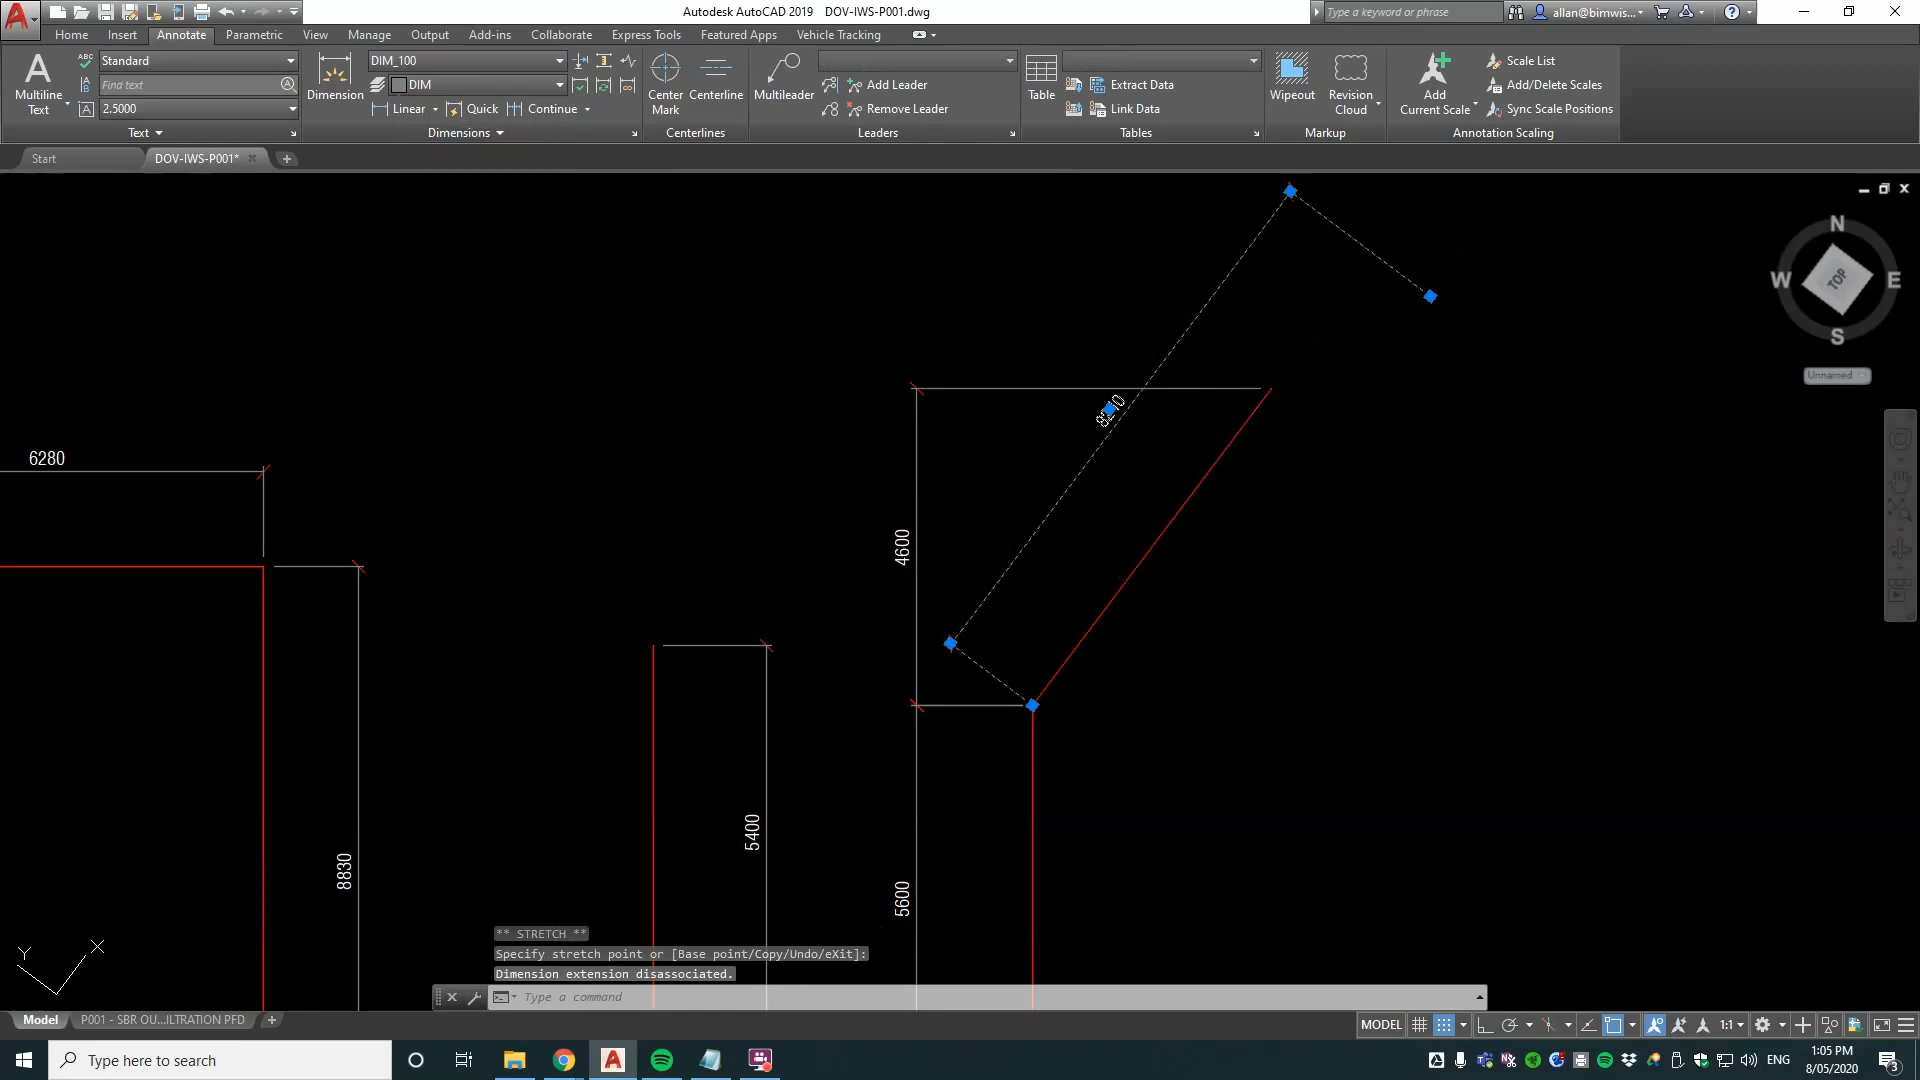 Autodesk AutoCAD 2019 DOV-IWS-P001.dwg
Type a keyword or phrase
allan@bimwis...
Home Insert Annotate Parametric View Manage Output Add-ins Collaborate Express Tools Featured Apps Vehicle Tracking
A
Multiline
Text
ABC
Standard
Find text
2.5000
Text
Dimension
DIM_100
DIM
Linear Quick Continue
Dimensions
Center
Mark
Centerline
Centerlines
Multileader
Add Leader
Remove Leader
Leaders
Table
Extract Data
Link Data
Tables
Wipeout
Revision
Cloud
Markup
Add
Current Scale
Scale List
Add/Delete Scales
Sync Scale Positions
Annotation Scaling
Start
DOV-IWS-P001*
N
W
TOP
E
S
Unnamed
6280
4600
5400
8830
5600
Y
X
** STRETCH **
Specify stretch point or [Base point/Copy/Undo/eXit]:
Dimension extension disassociated.
Type a command
Model P001 - SBR OU...ILTRATION PFD
MODEL
1:1
Type here to search
ENG
1:05 PM
8/05/2020
3